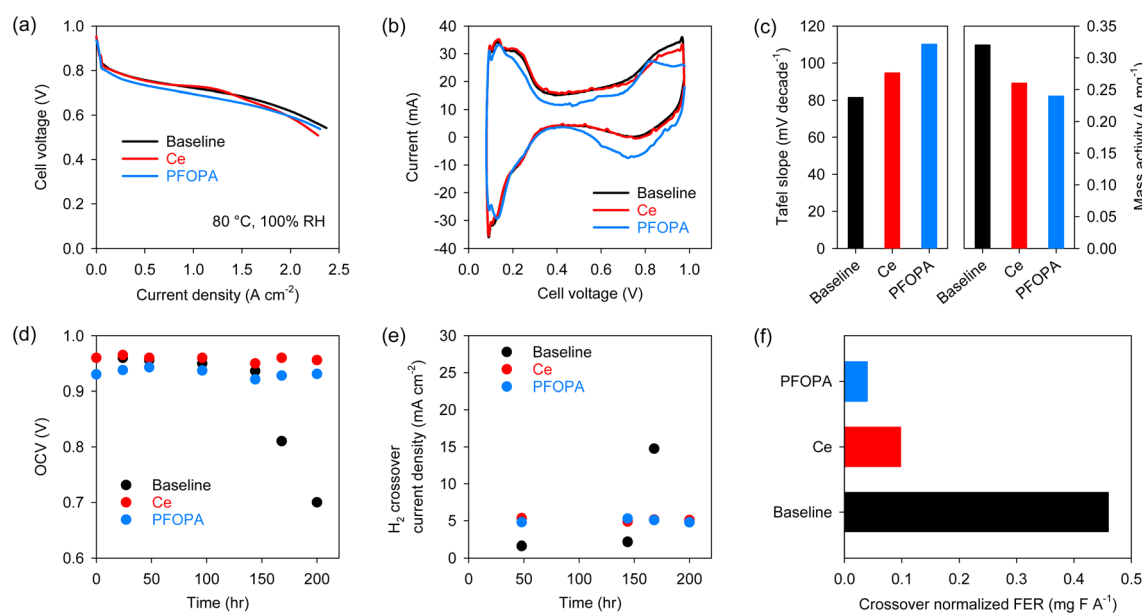 (a)
1.0
0.8
0.6
0.4
0.2
0.0
Cell voltage (V)
Baseline
Ce
PFOPA
80 °C, 100% RH
0.0 0.5 1.0 1.5 2.0 2.5
Current density (A cm⁻²)
(b)
40
30
20
10
0
-10
-20
-30
-40
Current (mA)
Baseline
Ce
PFOPA
0.0 0.2 0.4 0.6 0.8 1.0
Cell voltage (V)
(c)
120
100
80
60
40
20
0
Tafel slope (mV decade⁻¹)
Baseline
Ce
PFOPA
Baseline
Ce
PFOPA
0.35
0.30
0.25
0.20
0.15
0.10
0.05
0.00
Mass activity (A mg⁻¹)
(d)
1.0
0.9
0.8
0.7
0.6
OCV (V)
Baseline
Ce
PFOPA
0 50 100 150 200
Time (hr)
(e)
30
25
20
15
10
5
0
H₂ crossover
current density (mA cm⁻²)
Baseline
Ce
PFOPA
0 50 100 150 200
Time (hr)
(f)
PFOPA
Ce
Baseline
0.0 0.1 0.2 0.3 0.4 0.5
Crossover normalized FER (mg F A⁻¹)